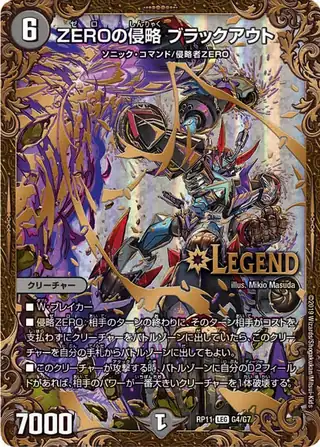 6
ゼロ しんりゃく
ZEROの侵略 ブラックアウト
ソニック・コマンド/侵略者ZERO
LEGEND
illus. Mikio Masuda
クリーチャー
W・ブレイカー
侵略ZERO:相手のターンの終わりに、そのターン相手がコストを
支払わずにクリーチャーをバトルゾーンに出していたら、このクリー
チャーを自分の手札からバトルゾーンに出してもよい。
このクリーチャーが攻撃する時、バトルゾーンに自分のD2フィー
ルドがあれば、相手のパワーが一番大きいクリーチャーを1体破壊する。
7000
1
RP11 LEG G4/G7